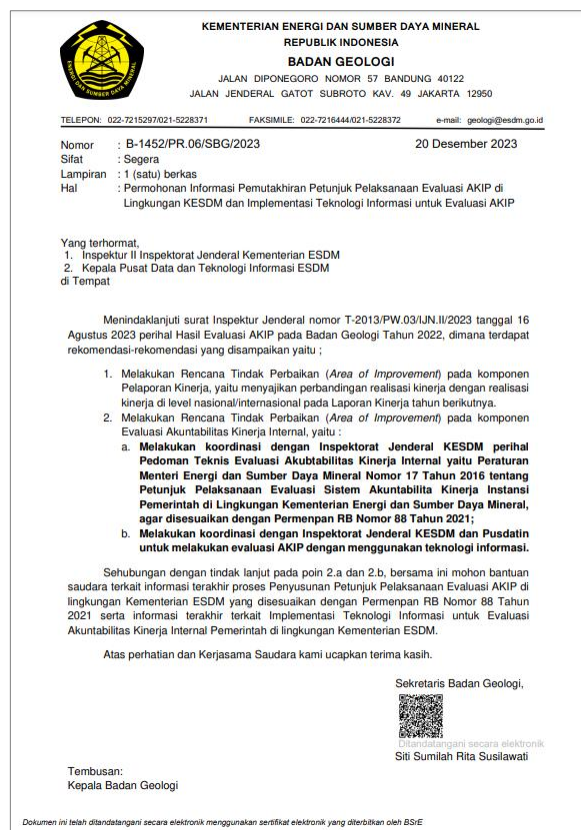 ENERGI DAN SUMBER DAYA MINERAL
KEMENTERIAN ENERGI DAN SUMBER DAYA MINERAL
REPUBLIK INDONESIA
BADAN GEOLOGI
JALAN DIPONEGORO NOMOR 57 BANDUNG 40122
JALAN JENDERAL GATOT SUBROTO KAV. 49 JAKARTA 12950
TELEPON: 022-7215297/021-5228371 FAKSIMILE: 022-7216444/021-5228372 e-mail: geologi@esdm.go.id
Nomor : B-1452/PR.06/SBG/2023 20 Desember 2023
Sifat : Segera
Lampiran : 1 (satu) berkas
Hal : Permohonan Informasi Pemutakhiran Petunjuk Pelaksanaan Evaluasi AKIP di
Lingkungan KESDM dan Implementasi Teknologi Informasi untuk Evaluasi AKIP
Yang terhormat,
1. Inspektur II Inspektorat Jenderal Kementerian ESDM
2. Kepala Pusat Data dan Teknologi Informasi ESDM
di Tempat
Menindaklanjuti surat Inspektur Jenderal nomor T-2013/PW.03/IJN.II/2023 tanggal 16
Agustus 2023 perihal Hasil Evaluasi AKIP pada Badan Geologi Tahun 2022, dimana terdapat
rekomendasi-rekomendasi yang disampaikan yaitu ;
1. Melakukan Rencana Tindak Perbaikan (Area of Improvement) pada komponen
Pelaporan Kinerja, yaitu menyajikan perbandingan realisasi kinerja dengan realisasi
kinerja di level nasional/internasional pada Laporan Kinerja tahun berikutnya.
2. Melakukan Rencana Tindak Perbaikan (Area of Improvement) pada komponen
Evaluasi Akuntabilitas Kinerja Internal, yaitu :
a. Melakukan koordinasi dengan Inspektorat Jenderal KESDM perihal
Pedoman Teknis Evaluasi Akubtabilitas Kinerja Internal yaitu Peraturan
Menteri Energi dan Sumber Daya Mineral Nomor 17 Tahun 2016 tentang
Petunjuk Pelaksanaan Evaluasi Sistem Akuntabilita Kinerja Instansi
Pemerintah di Lingkungan Kementerian Energi dan Sumber Daya Mineral,
agar disesuaikan dengan Permenpan RB Nomor 88 Tahun 2021;
b. Melakukan koordinasi dengan Inspektorat Jenderal KESDM dan Pusdatin
untuk melakukan evaluasi AKIP dengan menggunakan teknologi informasi.
Sehubungan dengan tindak lanjut pada poin 2.a dan 2.b, bersama ini mohon bantuan
saudara terkait informasi terakhir proses Penyusunan Petunjuk Pelaksanaan Evaluasi AKIP di
lingkungan Kementerian ESDM yang disesuaikan dengan Permenpan RB Nomor 88 Tahun
2021 serta informasi terakhir terkait Implementasi Teknologi Informasi untuk Evaluasi
Akuntabilitas Kinerja Internal Pemerintah di lingkungan Kementerian ESDM.
Atas perhatian dan Kerjasama Saudara kami ucapkan terima kasih.
Sekretaris Badan Geologi,
Ditandatangani secara elektronik
Siti Sumilah Rita Susilawati
Tembusan:
Kepala Badan Geologi
Dokumen ini telah ditandatangani secara elektronik menggunakan sertifikat elektronik yang diterbitkan oleh BSrE